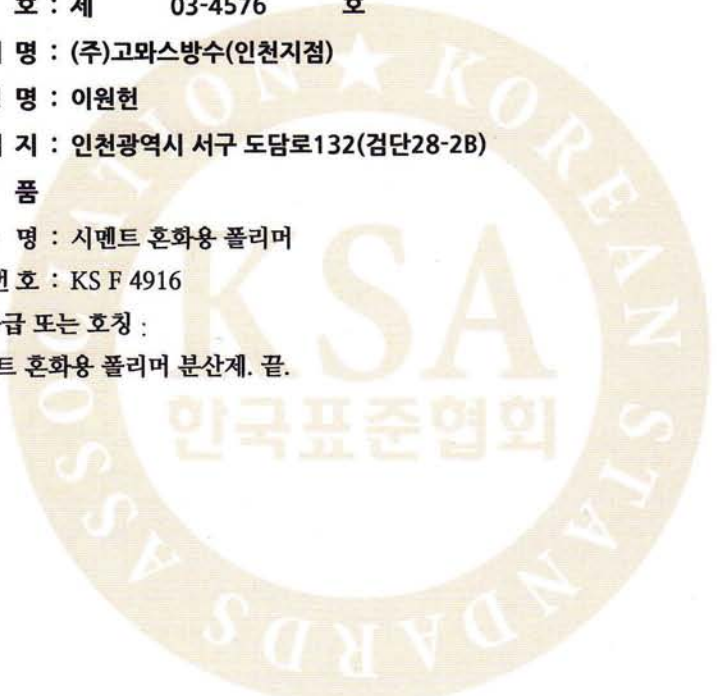 호 : 제 03-4576 호
명 : (주)고뫄스방수(인천지점)
명 : 이원헌
지 : 인천광역시 서구 도담로132(검단28-2B)
품
명 : 시멘트 혼화용 폴리머
번호 : KS F 4916
급 또는 호칭 :
트 혼화용 폴리머 분산제. 끝.
KSA
한국표준협회
KOREAN STANDARDS ASSOCIATION